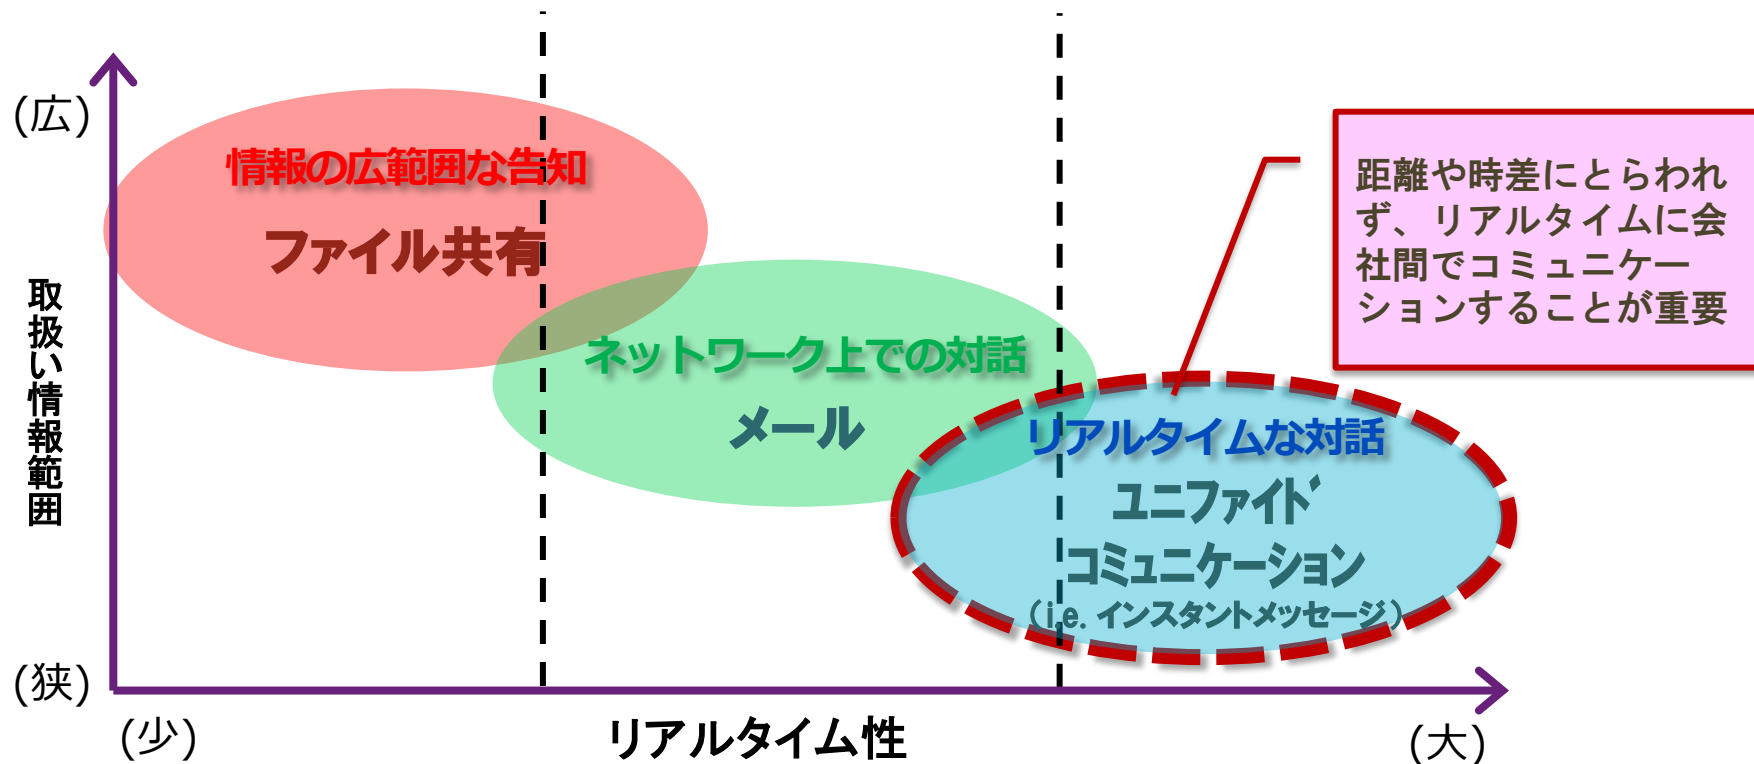 (広)
情報の広範囲な告知
ファイル共有
距離や時差にとらわれ
ず、リアルタイムに会
社間でコミュニケー
ションすることが重要
取扱い情報範囲
ネットワーク上での対話
メール
リアルタイムな対話
ユニファイド
コミュニケーション
(i.e. インスタントメッセージ)
(狭)
(少)
リアルタイム性
(大)